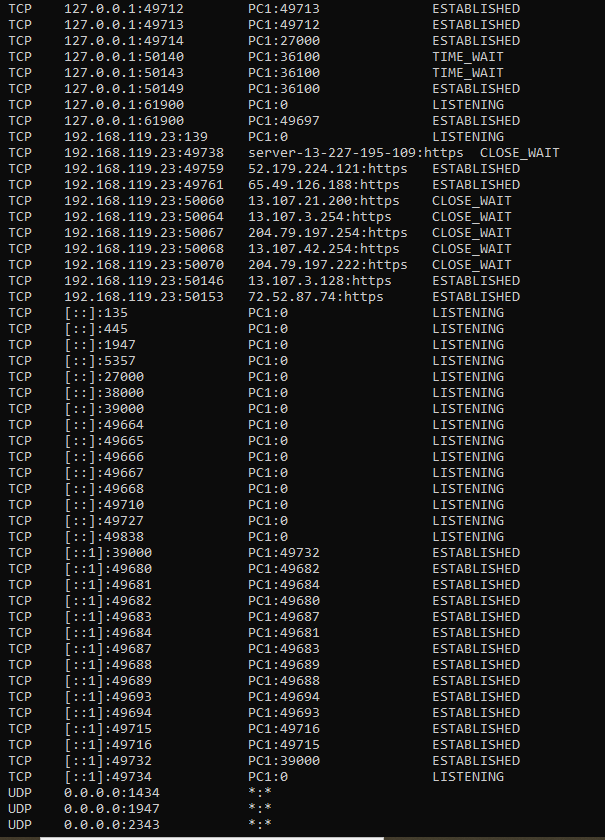 TCP    127.0.0.1:49712        PC1:49713              ESTABLISHED
TCP    127.0.0.1:49713        PC1:49712              ESTABLISHED
TCP    127.0.0.1:49714        PC1:27000              ESTABLISHED
TCP    127.0.0.1:50140        PC1:36100              TIME_WAIT
TCP    127.0.0.1:50143        PC1:36100              TIME_WAIT
TCP    127.0.0.1:50149        PC1:36100              ESTABLISHED
TCP    127.0.0.1:61900        PC1:0                  LISTENING
TCP    127.0.0.1:61900        PC1:49697              ESTABLISHED
TCP    192.168.119.23:139     PC1:0                  LISTENING
TCP    192.168.119.23:49738   server-13-227-195-109:https  CLOSE_WAIT
TCP    192.168.119.23:49759   52.179.224.121:https   ESTABLISHED
TCP    192.168.119.23:49761   65.49.126.188:https    ESTABLISHED
TCP    192.168.119.23:50060   13.107.21.200:https    CLOSE_WAIT
TCP    192.168.119.23:50064   13.107.3.254:https     CLOSE_WAIT
TCP    192.168.119.23:50067   204.79.197.254:https   CLOSE_WAIT
TCP    192.168.119.23:50068   13.107.42.254:https    CLOSE_WAIT
TCP    192.168.119.23:50070   204.79.197.222:https   CLOSE_WAIT
TCP    192.168.119.23:50146   13.107.3.128:https     ESTABLISHED
TCP    192.168.119.23:50153   72.52.87.74:https      ESTABLISHED
TCP    [::]:135               PC1:0                  LISTENING
TCP    [::]:445               PC1:0                  LISTENING
TCP    [::]:1947              PC1:0                  LISTENING
TCP    [::]:5357              PC1:0                  LISTENING
TCP    [::]:27000             PC1:0                  LISTENING
TCP    [::]:38000             PC1:0                  LISTENING
TCP    [::]:39000             PC1:0                  LISTENING
TCP    [::]:49664             PC1:0                  LISTENING
TCP    [::]:49665             PC1:0                  LISTENING
TCP    [::]:49666             PC1:0                  LISTENING
TCP    [::]:49667             PC1:0                  LISTENING
TCP    [::]:49668             PC1:0                  LISTENING
TCP    [::]:49710             PC1:0                  LISTENING
TCP    [::]:49727             PC1:0                  LISTENING
TCP    [::]:49838             PC1:0                  LISTENING
TCP    [::1]:39000            PC1:49732              ESTABLISHED
TCP    [::1]:49680            PC1:49682              ESTABLISHED
TCP    [::1]:49681            PC1:49684              ESTABLISHED
TCP    [::1]:49682            PC1:49680              ESTABLISHED
TCP    [::1]:49683            PC1:49687              ESTABLISHED
TCP    [::1]:49684            PC1:49681              ESTABLISHED
TCP    [::1]:49687            PC1:49683              ESTABLISHED
TCP    [::1]:49688            PC1:49689              ESTABLISHED
TCP    [::1]:49689            PC1:49688              ESTABLISHED
TCP    [::1]:49693            PC1:49694              ESTABLISHED
TCP    [::1]:49694            PC1:49693              ESTABLISHED
TCP    [::1]:49715            PC1:49716              ESTABLISHED
TCP    [::1]:49716            PC1:49715              ESTABLISHED
TCP    [::1]:49732            PC1:39000              ESTABLISHED
TCP    [::1]:49734            PC1:0                  LISTENING
UDP    0.0.0.0:1434           *:*
UDP    0.0.0.0:1947           *:*
UDP    0.0.0.0:2343           *:*